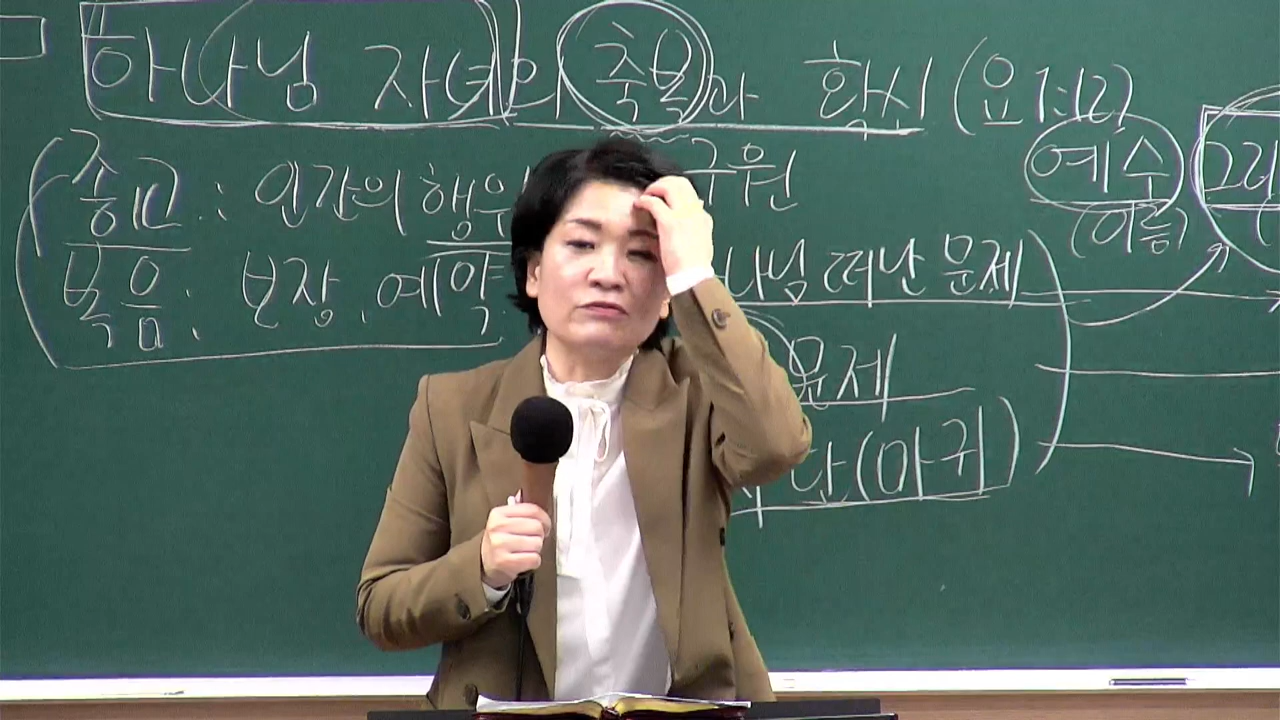 하나님 자녀의 축복과 확신 (요1:12)
종교: 인간의 행위 구원
복음: 보장, 예약
나님 떠난 문제
문제
단 (마귀)
예수
(이름)